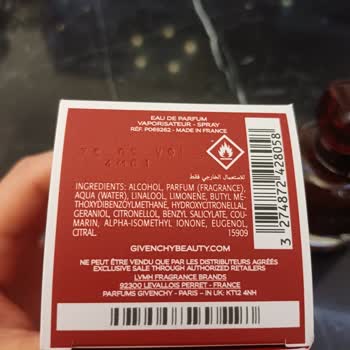 EAU DE PARFUM
VAPORISATEUR - SPRAY
RÉF. P069262 - MADE IN FRANCE
4M01
للاستعمال الخارجي فقط
INGREDIENTS: ALCOHOL, PARFUM (FRAGRANCE),
AQUA (WATER), LINALOOL, LIMONENE, BUTYL ME
THOXYDIBENZOYLMETHANE, HYDROXYCITRONELLAL,
GERANIOL, CITRONELLOL, BENZYL SALICYLATE, COU-
MARIN, ALPHA-ISOMETHYL IONONE, EUGENOL,
CITRAL.
15909
GIVENCHYBEAUTY.COM
NE PEUT ÊTRE VENDU QUE PAR LES DISTRIBUTEURS AGRÉÉS
EXCLUSIVE SALE THROUGH AUTHORIZED RETAILERS
LVMH FRAGRANCE BRANDS
92300 LEVALLOIS PERRET - FRANCE
PARFUMS GIVENCHY - PARIS - IN UK: KT12 4NH
3 274872 428058